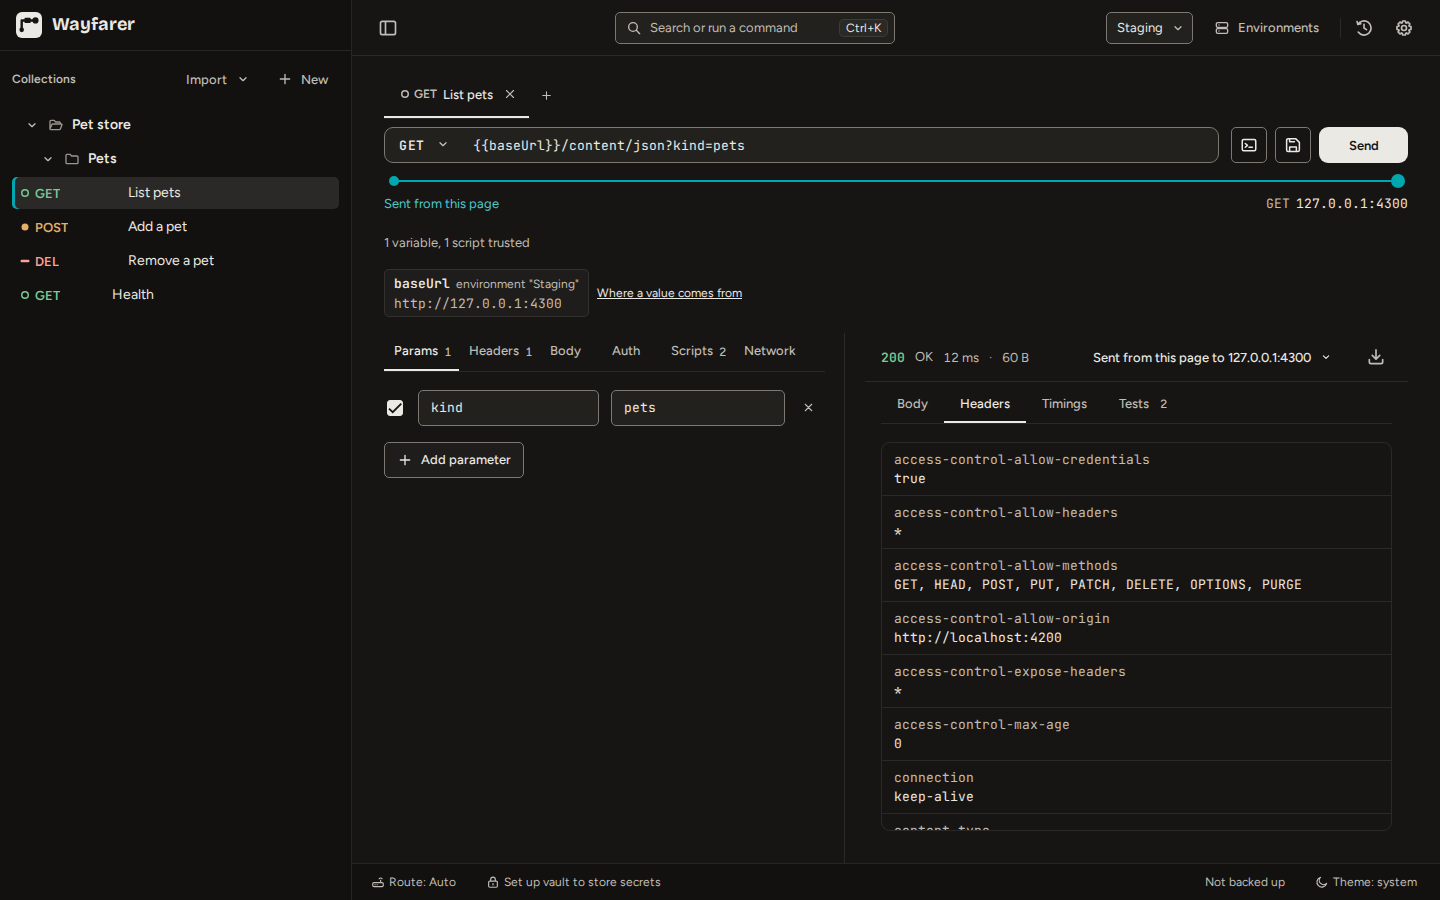 Wayfarer
Search or run a command Ctrl+K
Staging
Environments
Collections
Import
New
Pet store
Pets
GET List pets
POST Add a pet
DEL Remove a pet
GET Health
GET List pets
GET {{baseUrl}}/content/json?kind=pets
Send
Sent from this page
GET 127.0.0.1:4300
1 variable, 1 script trusted
baseUrl environment "Staging"
http://127.0.0.1:4300
Where a value comes from
Params 1 Headers 1 Body Auth Scripts 2 Network
kind pets
Add parameter
200 OK 12 ms · 60 B
Sent from this page to 127.0.0.1:4300
Body Headers Timings Tests 2
access-control-allow-credentials
true
access-control-allow-headers
*
access-control-allow-methods
GET, HEAD, POST, PUT, PATCH, DELETE, OPTIONS, PURGE
access-control-allow-origin
http://localhost:4200
access-control-expose-headers
*
access-control-max-age
0
connection
keep-alive
content-type
Route: Auto
Set up vault to store secrets
Not backed up
Theme: system